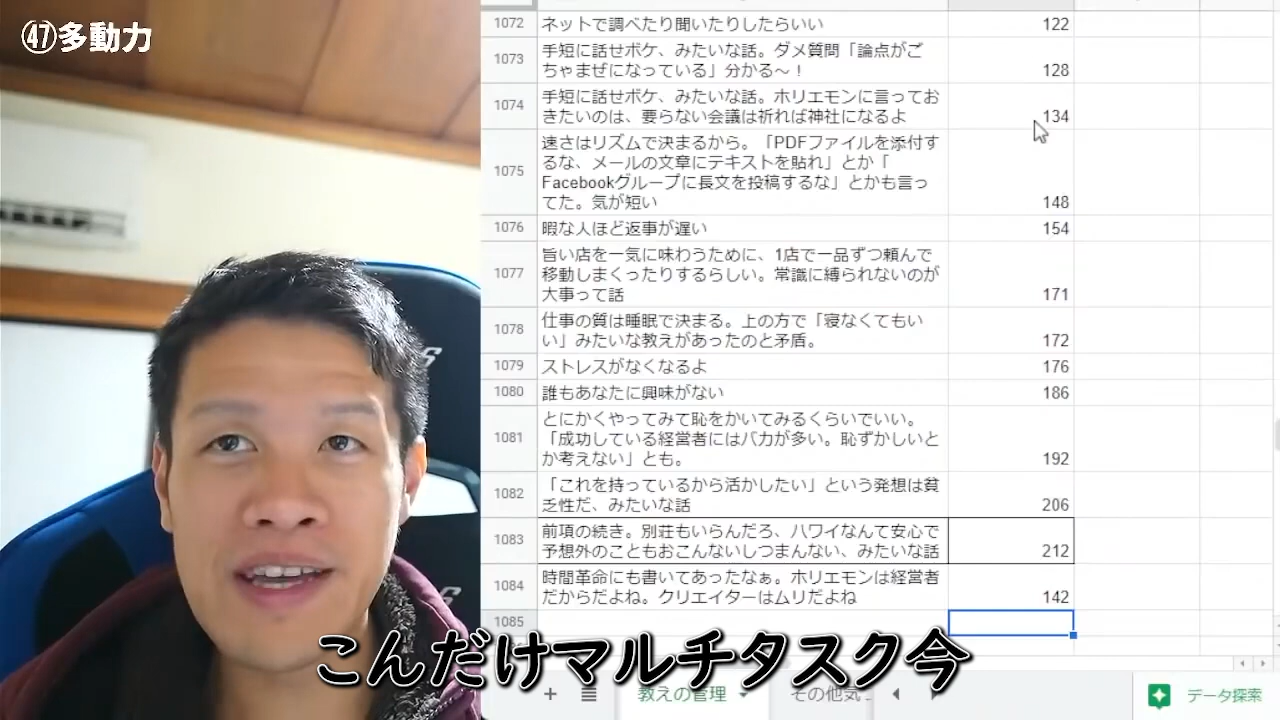 ㊼多動力
1072 ネットで調べたり聞いたりしたらいい 122
1073 手短に話せボケ、みたいな話。ダメ質問「論点がご
ちゃまぜになっている」分かる〜！ 128
1074 手短に話せボケ、みたいな話。ホリエモンに言ってお
きたいのは、要らない会議は祈れば神社になるよ 134
1075 速さはリズムで決まるから。「PDFファイルを添付す
るな、メールの文章にテキストを貼れ」とか「
Facebookグループに長文を投稿するな」とかも言っ
てた。気が短い 148
1076 暇な人ほど返事が遅い 154
1077 旨い店を一気に味わうために、1店で一品ずつ頼んで
移動しまくったりするらしい。常識に縛られないのが
大事って話 171
1078 仕事の質は睡眠で決まる。上の方で「寝なくてもい
い」みたいな教えがあったのと矛盾。 172
1079 ストレスがなくなるよ 176
1080 誰もあなたに興味がない 186
1081 とにかくやってみて恥をかいてみるくらいでいい。
「成功している経営者にはバカが多い。恥ずかしいと
か考えない」とも。 192
1082 「これを持っているから活かしたい」という発想は貧
乏性だ、みたいな話 206
1083 前項の続き。別荘もいらんだろ、ハワイなんて安心で
予想外のこともおこんないしつまんない、みたいな話 212
1084 時間革命にも書いてあったなぁ。ホリエモンは経営者
だからだよね。クリエイターはムリだよね 142
1085
こんだけマルチタスク今
教えの管理 その他気
データ探索